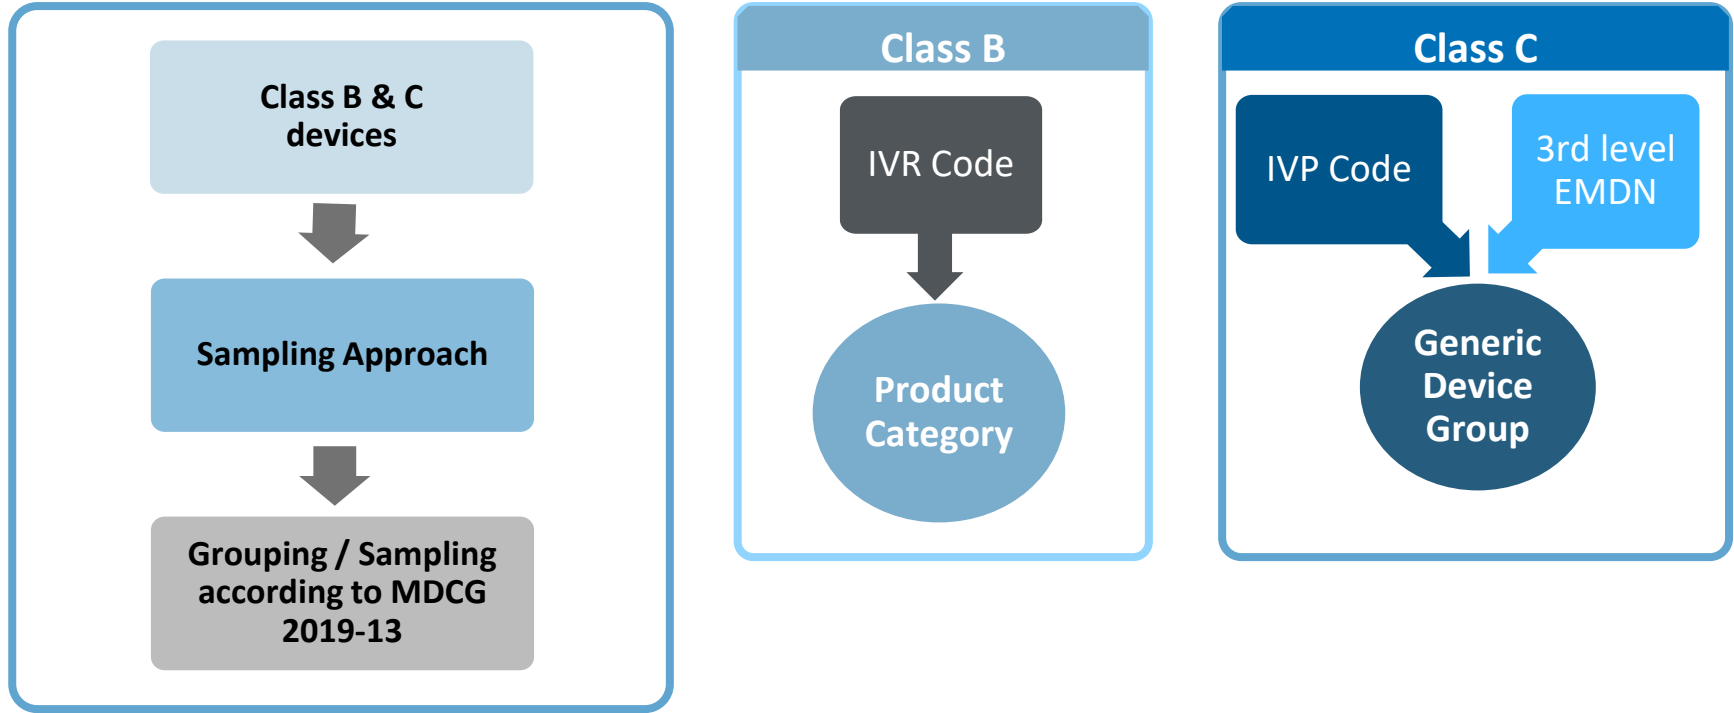 Class B & C
devices
Sampling Approach
Grouping / Sampling
according to MDCG
2019-13
Class B
IVR Code
Product
Category
Class C
IVP Code
3rd level
EMDN
Generic
Device
Group